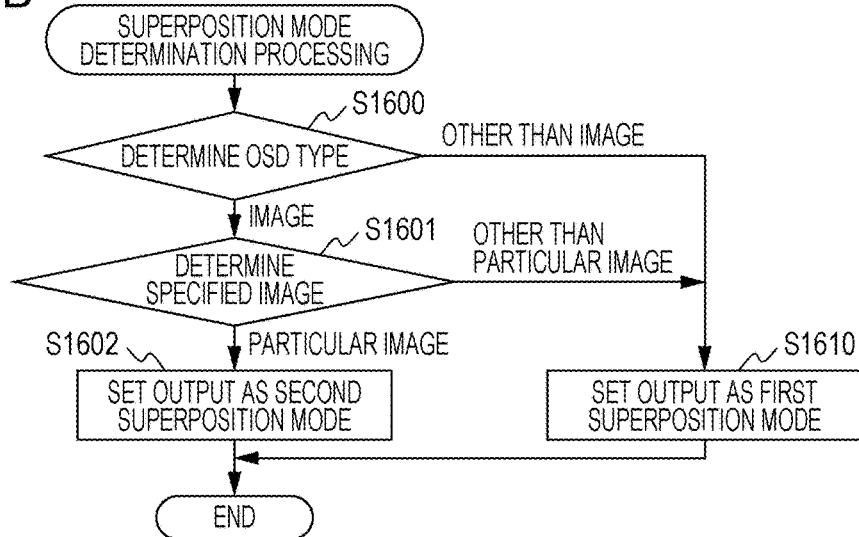 SUPERPOSITION MODE
DETERMINATION PROCESSING
S1600
DETERMINE OSD TYPE
OTHER THAN IMAGE
IMAGE
S1601
DETERMINE
SPECIFIED IMAGE
OTHER THAN
PARTICULAR IMAGE
PARTICULAR IMAGE
S1602
SET OUTPUT AS SECOND
SUPERPOSITION MODE
S1610
SET OUTPUT AS FIRST
SUPERPOSITION MODE
END